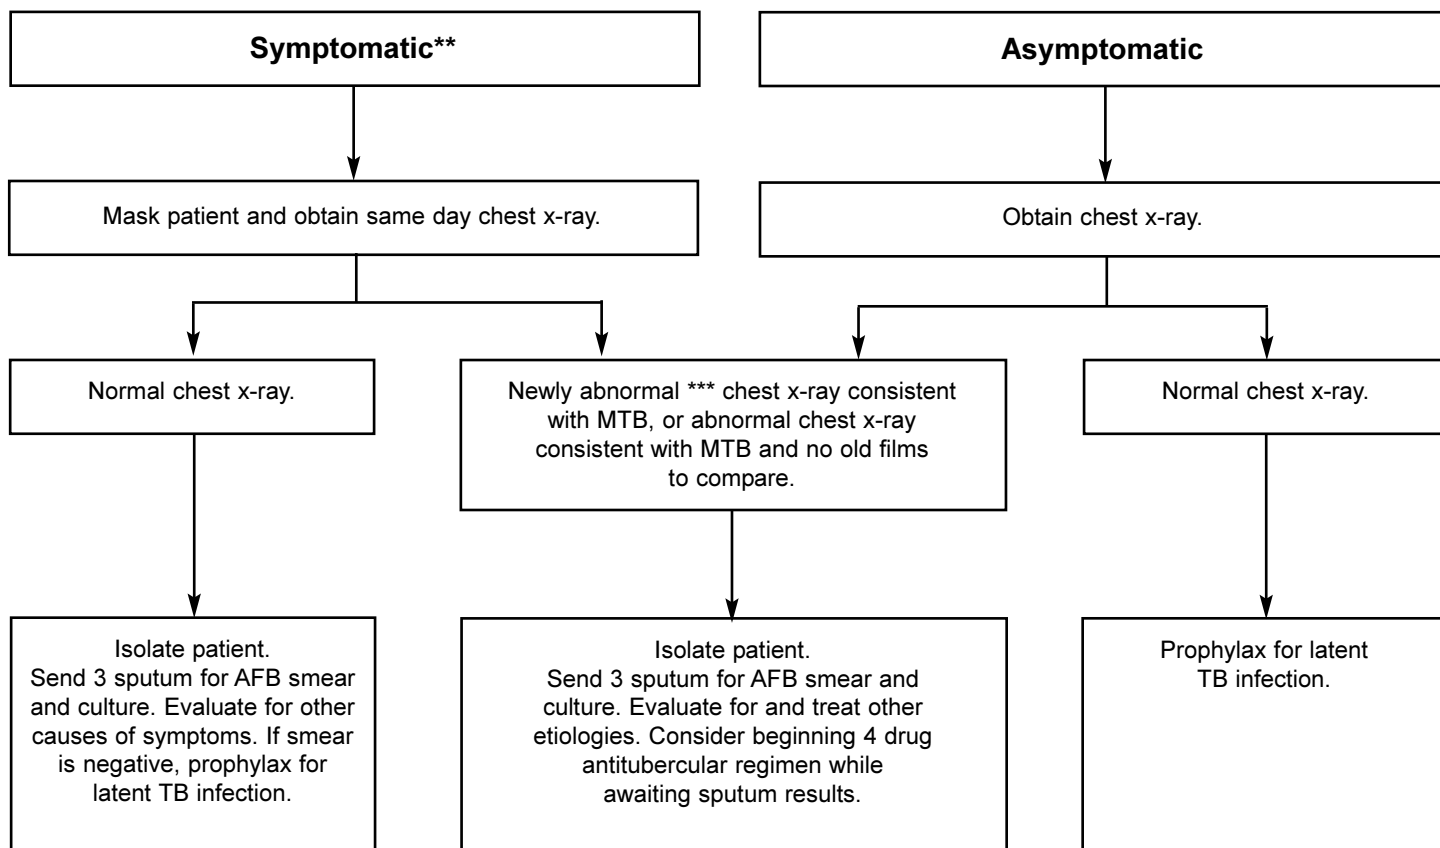 Symptomatic**
Asymptomatic
Mask patient and obtain same day chest x-ray.
Obtain chest x-ray.
Normal chest x-ray.
Newly abnormal *** chest x-ray consistent
with MTB, or abnormal chest x-ray
consistent with MTB and no old films
to compare.
Normal chest x-ray.
Isolate patient.
Send 3 sputum for AFB smear
and culture. Evaluate for other
causes of symptoms. If smear
is negative, prophylax for
latent TB infection.
Isolate patient.
Send 3 sputum for AFB smear and
culture. Evaluate for and treat other
etiologies. Consider beginning 4 drug
antitubercular regimen while
awaiting sputum results.
Prophylax for latent
TB infection.